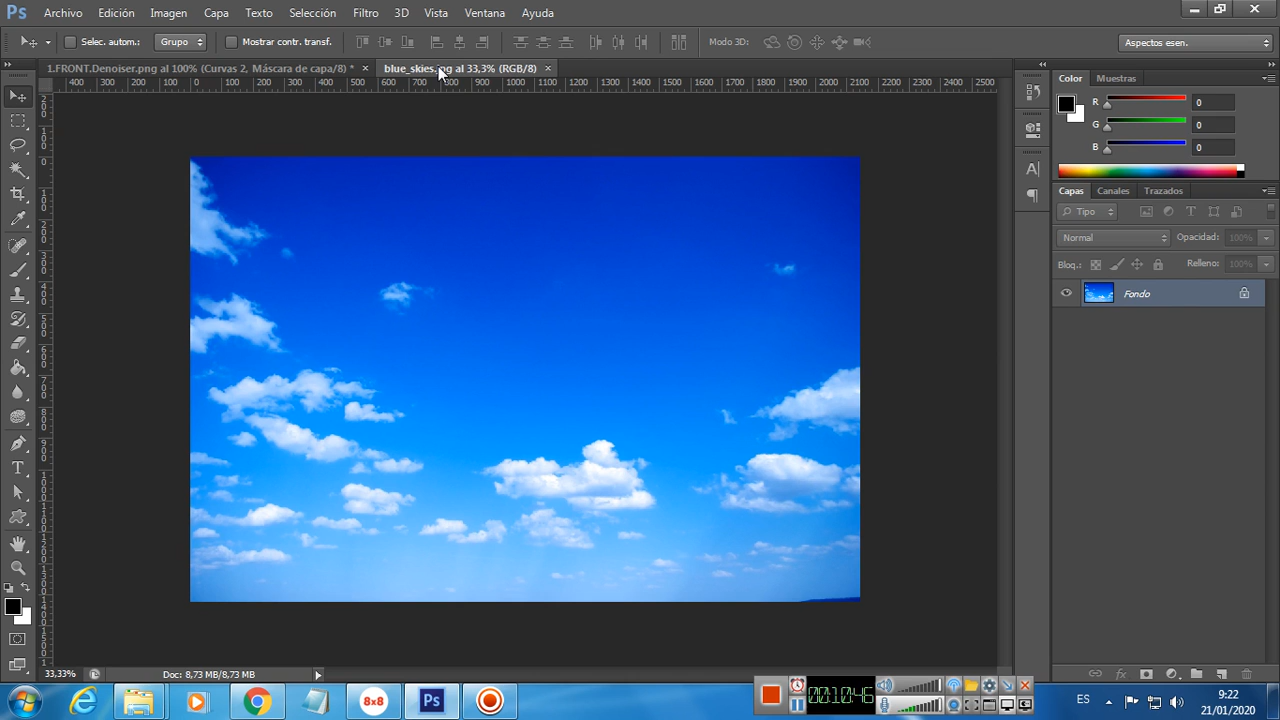 Ps Archivo Edición Imagen Capa Texto Selección Filtro 3D Vista Ventana Ayuda
Selec. autom.: Grupo Mostrar contr. transf. Modo 3D: Aspectos esen.
1.FRONT.Denoiser.png al 100% (Curvas 2, Máscara de capa/8) * × blue_skies.jpg al 33,3% (RGB/8) ×
400 300 200 100 0 100 200 300 400 500 600 700 800 900 1000 1100 1200 1300 1400 1500 1600 1700 1800 1900 2000 2100 2200 2300 2400 2500
Color Muestras
R 0
G 0
B 0
Capas Canales Trazados
Tipo
Normal Opacidad: 100%
Bloq.: Relleno: 100%
Fondo
33,33% Doc: 8,73 MB/8,73 MB
8x8 Ps 00:10:46 ES 9:22
21/01/2020